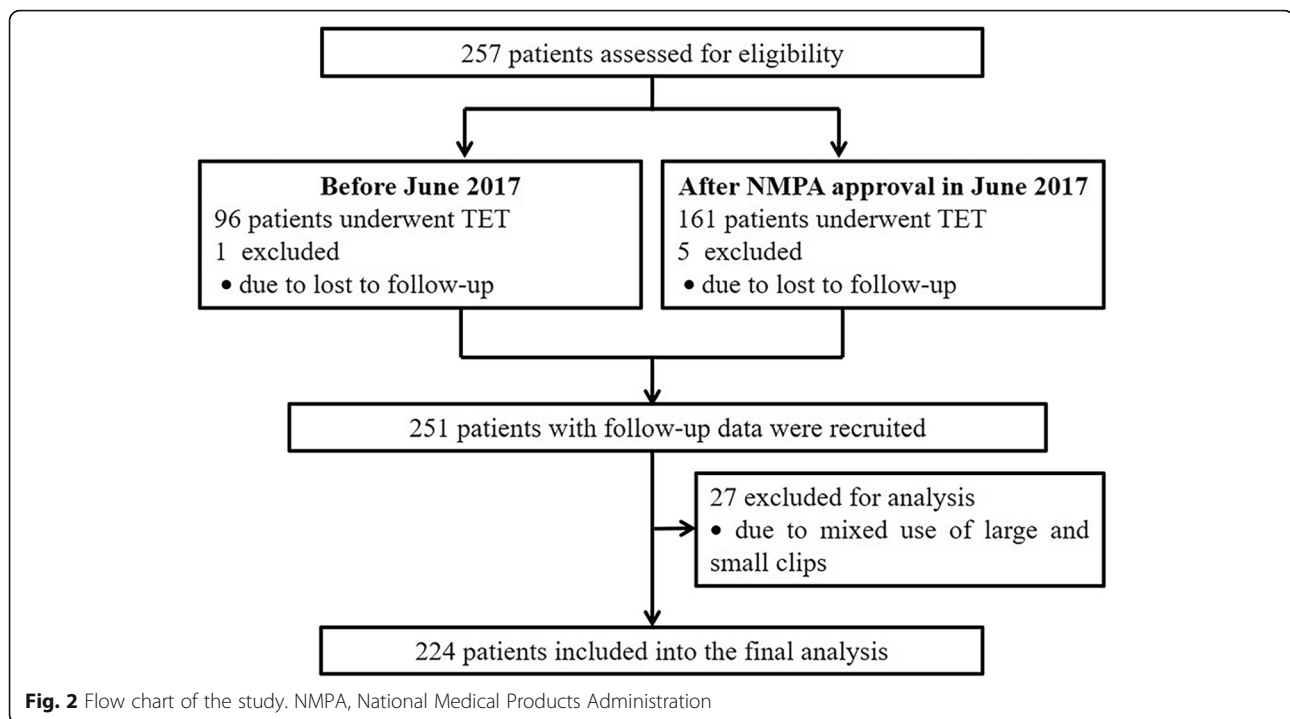 257 patients assessed for eligibility
Before June 2017
96 patients underwent TET
1 excluded
• due to lost to follow-up
After NMPA approval in June 2017
161 patients underwent TET
5 excluded
• due to lost to follow-up
251 patients with follow-up data were recruited
27 excluded for analysis
• due to mixed use of large and
small clips
224 patients included into the final analysis
Fig. 2 Flow chart of the study. NMPA, National Medical Products Administration